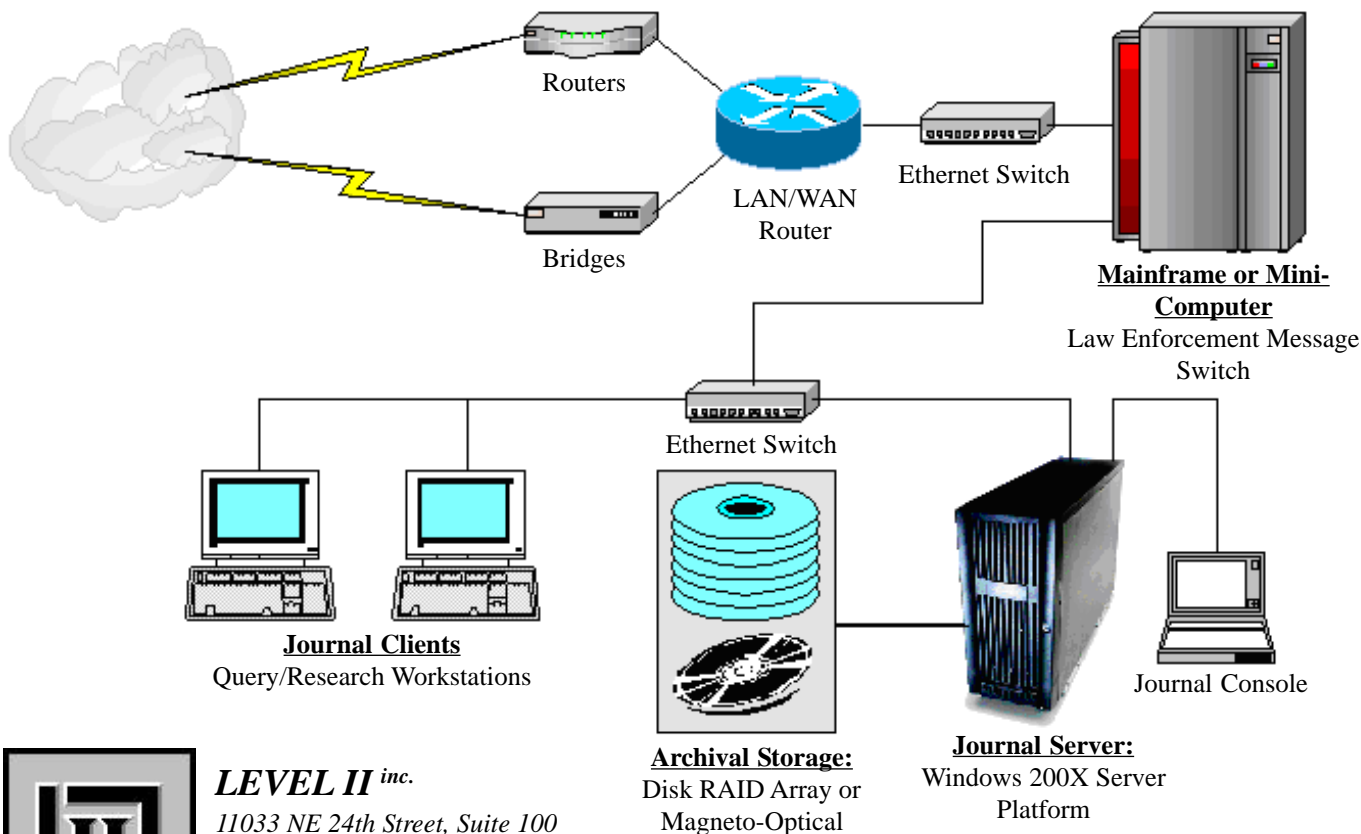 Routers
Ethernet Switch
LAN/WAN
Router
Bridges
Mainframe or Mini-
Computer
Law Enforcement Message
Switch
Ethernet Switch
Journal Clients
Query/Research Workstations
Journal Console
Archival Storage:
Disk RAID Array or
Magneto-Optical
Journal Server:
Windows 200X Server
Platform
II
LEVEL II inc.
11033 NE 24th Street, Suite 100